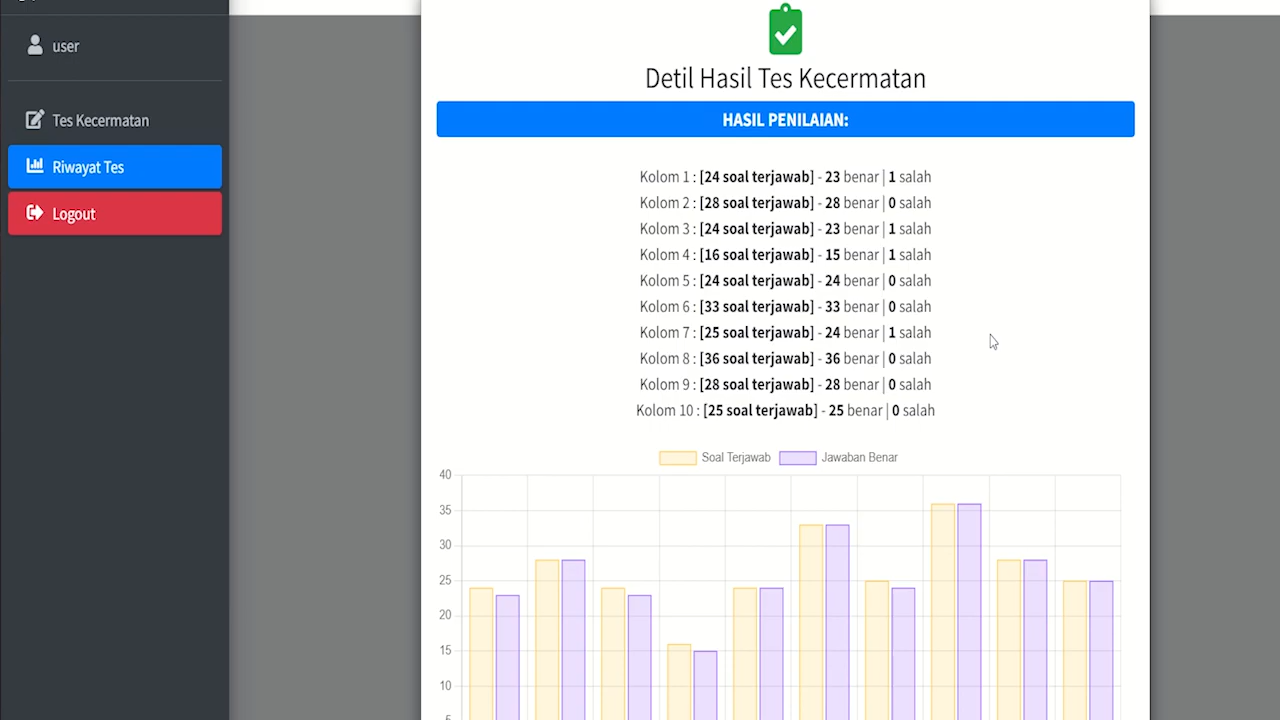 user
Tes Kecermatan
Riwayat Tes
Logout
Detil Hasil Tes Kecermatan
HASIL PENILAIAN:
Kolom 1 : [24 soal terjawab] - 23 benar | 1 salah
Kolom 2 : [28 soal terjawab] - 28 benar | 0 salah
Kolom 3 : [24 soal terjawab] - 23 benar | 1 salah
Kolom 4 : [16 soal terjawab] - 15 benar | 1 salah
Kolom 5 : [24 soal terjawab] - 24 benar | 0 salah
Kolom 6 : [33 soal terjawab] - 33 benar | 0 salah
Kolom 7 : [25 soal terjawab] - 24 benar | 1 salah
Kolom 8 : [36 soal terjawab] - 36 benar | 0 salah
Kolom 9 : [28 soal terjawab] - 28 benar | 0 salah
Kolom 10 : [25 soal terjawab] - 25 benar | 0 salah
Soal Terjawab Jawaban Benar
40
35
30
25
20
15
10